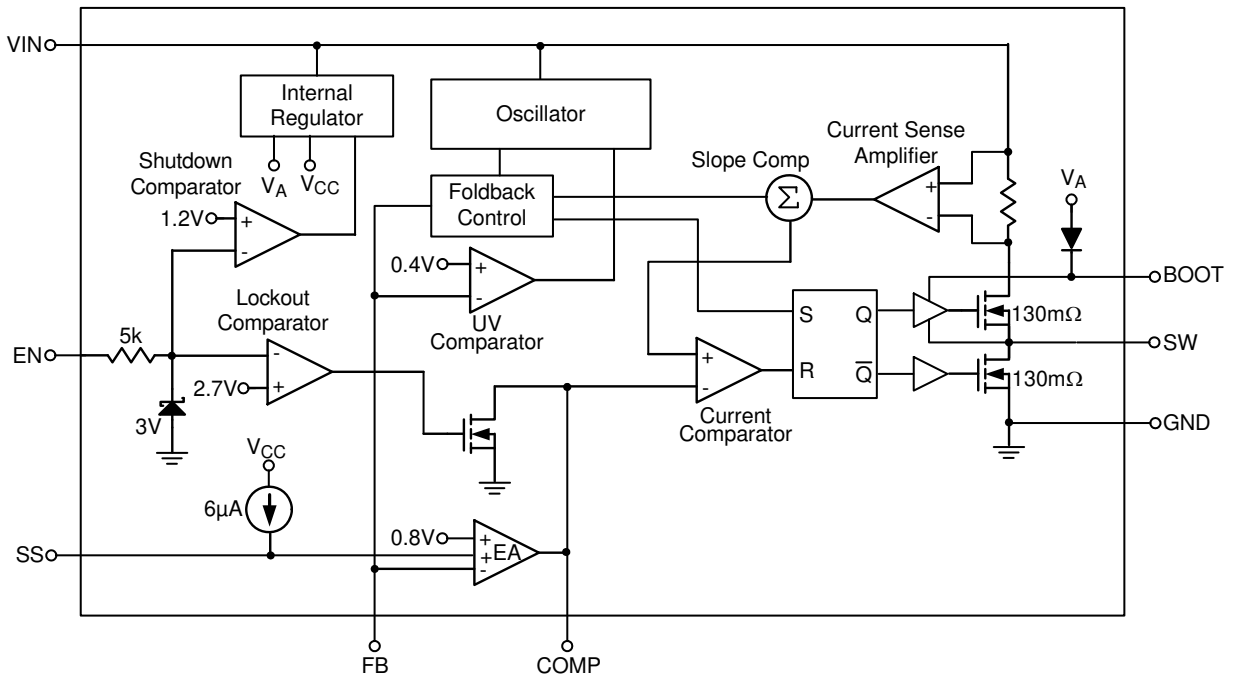 VIN
Internal
Regulator
Oscillator
Current Sense
Amplifier
Shutdown
Comparator
VA
VCC
Slope Comp
Foldback
Control
Σ
+
-
VA
1.2V
+
-
0.4V
+
-
BOOT
Lockout
Comparator
UV
Comparator
S
Q
130mΩ
5k
EN
-
SW
2.7V
+
+
-
R
Q̅
130mΩ
3V
Current
Comparator
GND
VCC
6µA
0.8V
+
+
-
EA
SS
FB
COMP